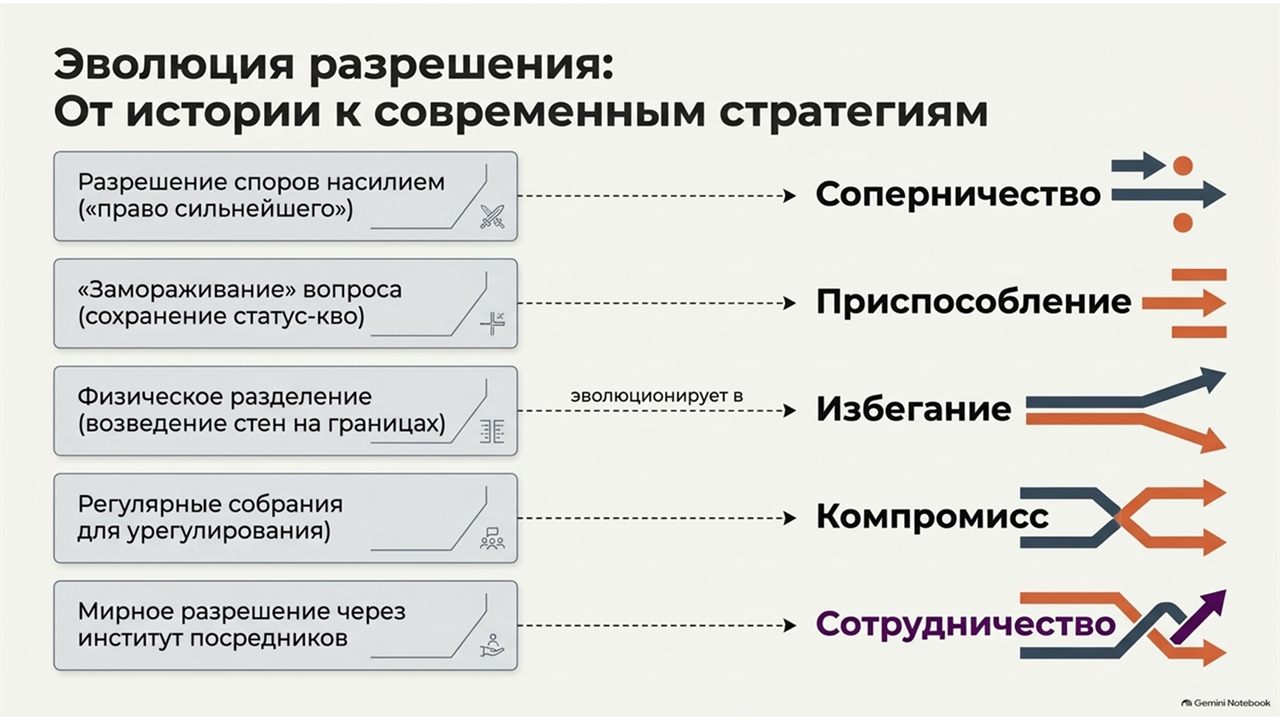 Эволюция разрешения:
От истории к современным стратегиям
Разрешение споров насилием
(«право сильнейшего»)
Соперничество
«Замораживание» вопроса
(сохранение статус-кво)
Приспособление
Физическое разделение
(возведение стен на границах)
эволюционирует в
Избегание
Регулярные собрания
для урегулирования)
Компромисс
Мирное разрешение через
институт посредников
Сотрудничество
Gemini Notebook